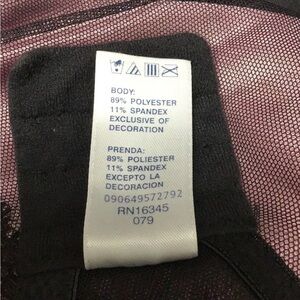 BODY:
89% POLYESTER
11% SPANDEX
EXCLUSIVE OF
DECORATION
PRENDA:
89% POLIESTER
11% SPANDEX
EXCEPTO LA
DECORACION
090649572792
RN16345
079